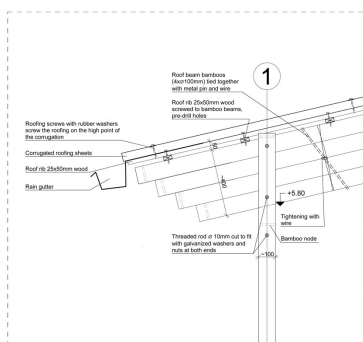 Roof beam bamboos
(4xø100mm) tied together
with metal pin and wire
1
Roof rib 25x50mm wood
screwed to bamboo beams,
pre-drill holes
Roofing screws with rubber washers
screw the roofing on the high point of
the corrugation
Corrugated roofing sheets
Roof rib 25x50mm wood
Rain gutter
50
~400
+5.80
Tightening with
wire
Threaded rod ø 10mm cut to fit
with galvanized washers and
nuts at both ends
Bamboo node
~100